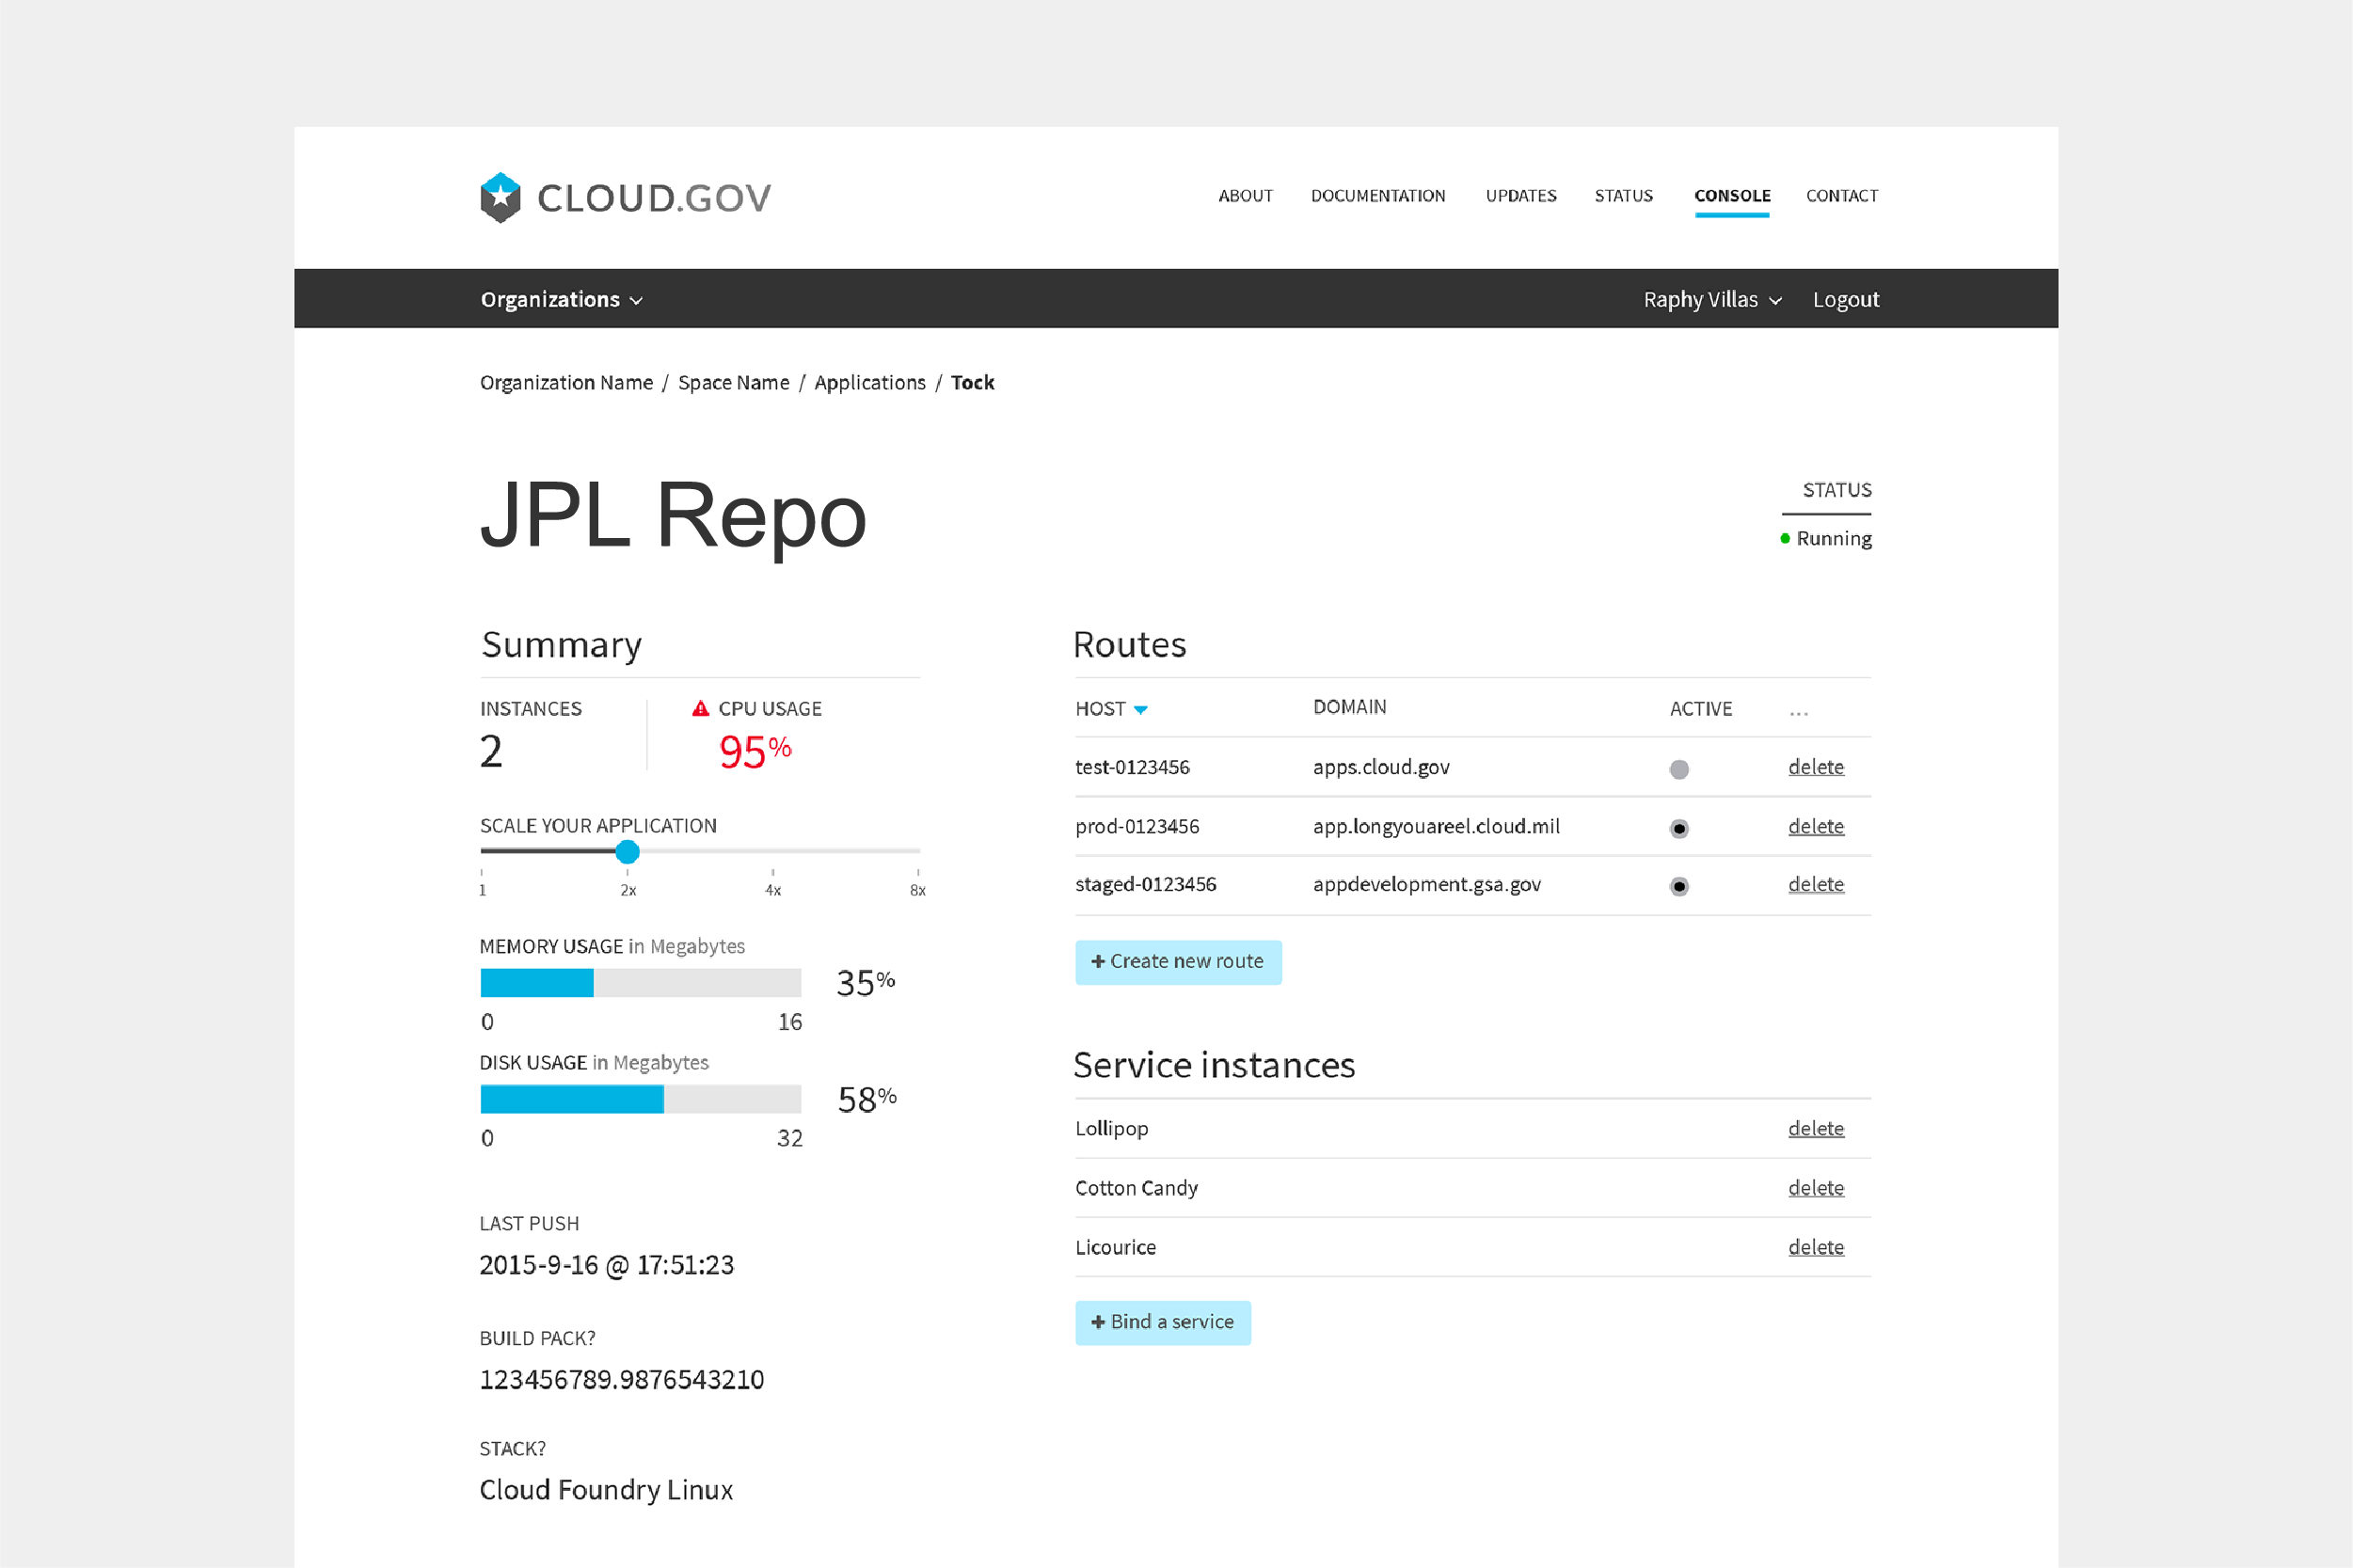 CLOUD.GOV
ABOUT DOCUMENTATION UPDATES STATUS CONSOLE CONTACT
Organizations Raphy Villas Logout
Organization Name / Space Name / Applications / Tock
JPL Repo
STATUS
Running
Summary
INSTANCES CPU USAGE
2 95%
SCALE YOUR APPLICATION
1 2x 4x 8x
MEMORY USAGE in Megabytes
35%
0 16
DISK USAGE in Megabytes
58%
0 32
LAST PUSH
2015-9-16 @ 17:51:23
BUILD PACK?
123456789.9876543210
STACK?
Cloud Foundry Linux
Routes
HOST DOMAIN ACTIVE ...
test-0123456 apps.cloud.gov delete
prod-0123456 app.longyouareel.cloud.mil delete
staged-0123456 appdevelopment.gsa.gov delete
+ Create new route
Service instances
Lollipop delete
Cotton Candy delete
Licourice delete
+ Bind a service